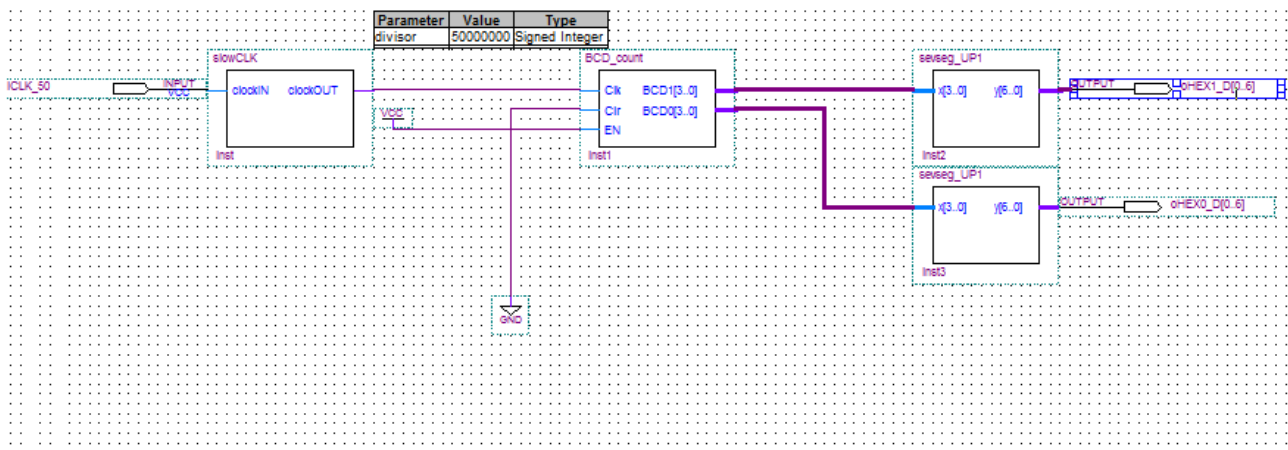 Parameter Value Type
divisor 50000000 Signed Integer
slowCLK
BCD_count
sevseg_UP1
ICLK_50
INPUT
VCC
clockIN clockOUT
Clk BCD1[3..0]
Clr BCD0[3..0]
EN
VCC
x[3..0] y[6..0]
OUTPUT
oHEX1_D[0..6]
Inst
Inst1
Inst2
sevseg_UP1
x[3..0] y[6..0]
OUTPUT
oHEX0_D[0..6]
Inst3
GND